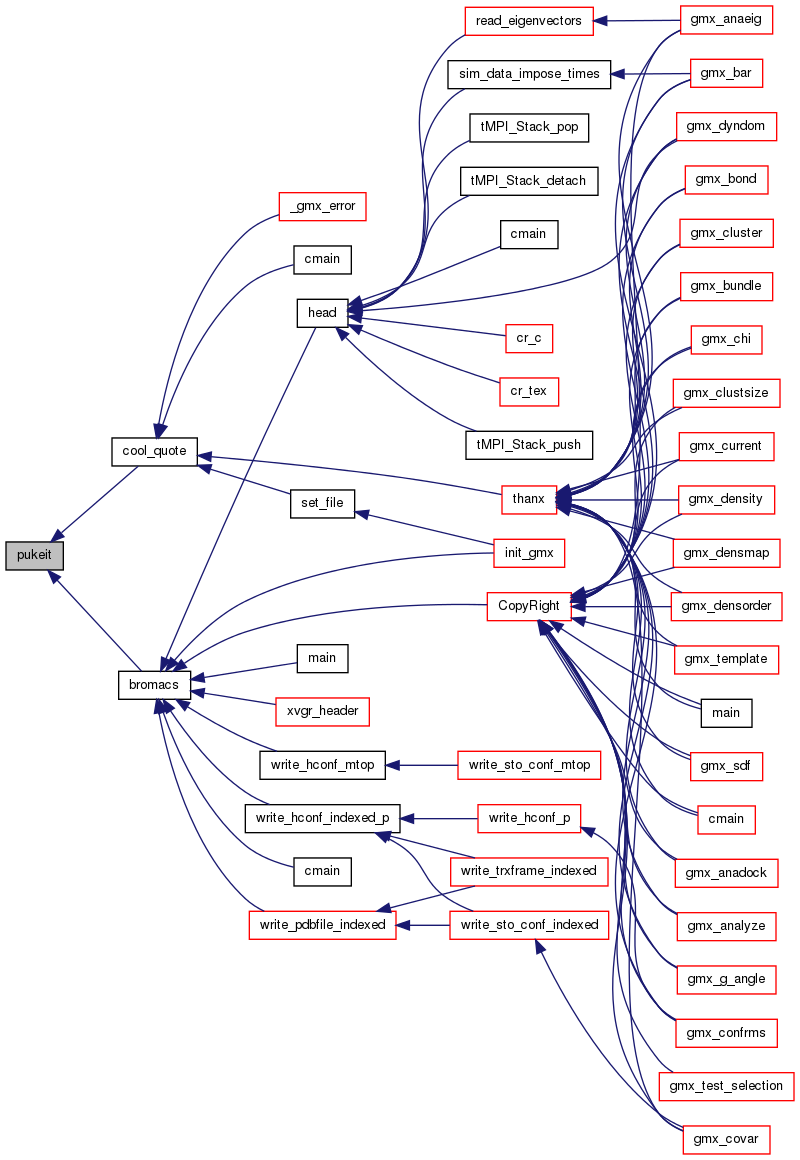 read_eigenvectors
gmx_anaeig
sim_data_impose_times
gmx_bar
tMPI_Stack_pop
gmx_dyndom
tMPI_Stack_detach
gmx_bond
_gmx_error
cmain
gmx_cluster
cmain
gmx_bundle
head
cr_c
gmx_chi
cr_tex
gmx_clustsize
cool_quote
tMPI_Stack_push
gmx_current
set_file
thanx
gmx_density
pukeit
init_gmx
gmx_densmap
CopyRight
gmx_densorder
main
gmx_template
bromacs
xvgr_header
main
write_hconf_mtop
write_sto_conf_mtop
gmx_sdf
write_hconf_indexed_p
write_hconf_p
cmain
cmain
write_trxframe_indexed
gmx_anadock
write_pdbfile_indexed
write_sto_conf_indexed
gmx_analyze
gmx_g_angle
gmx_confrms
gmx_test_selection
gmx_covar